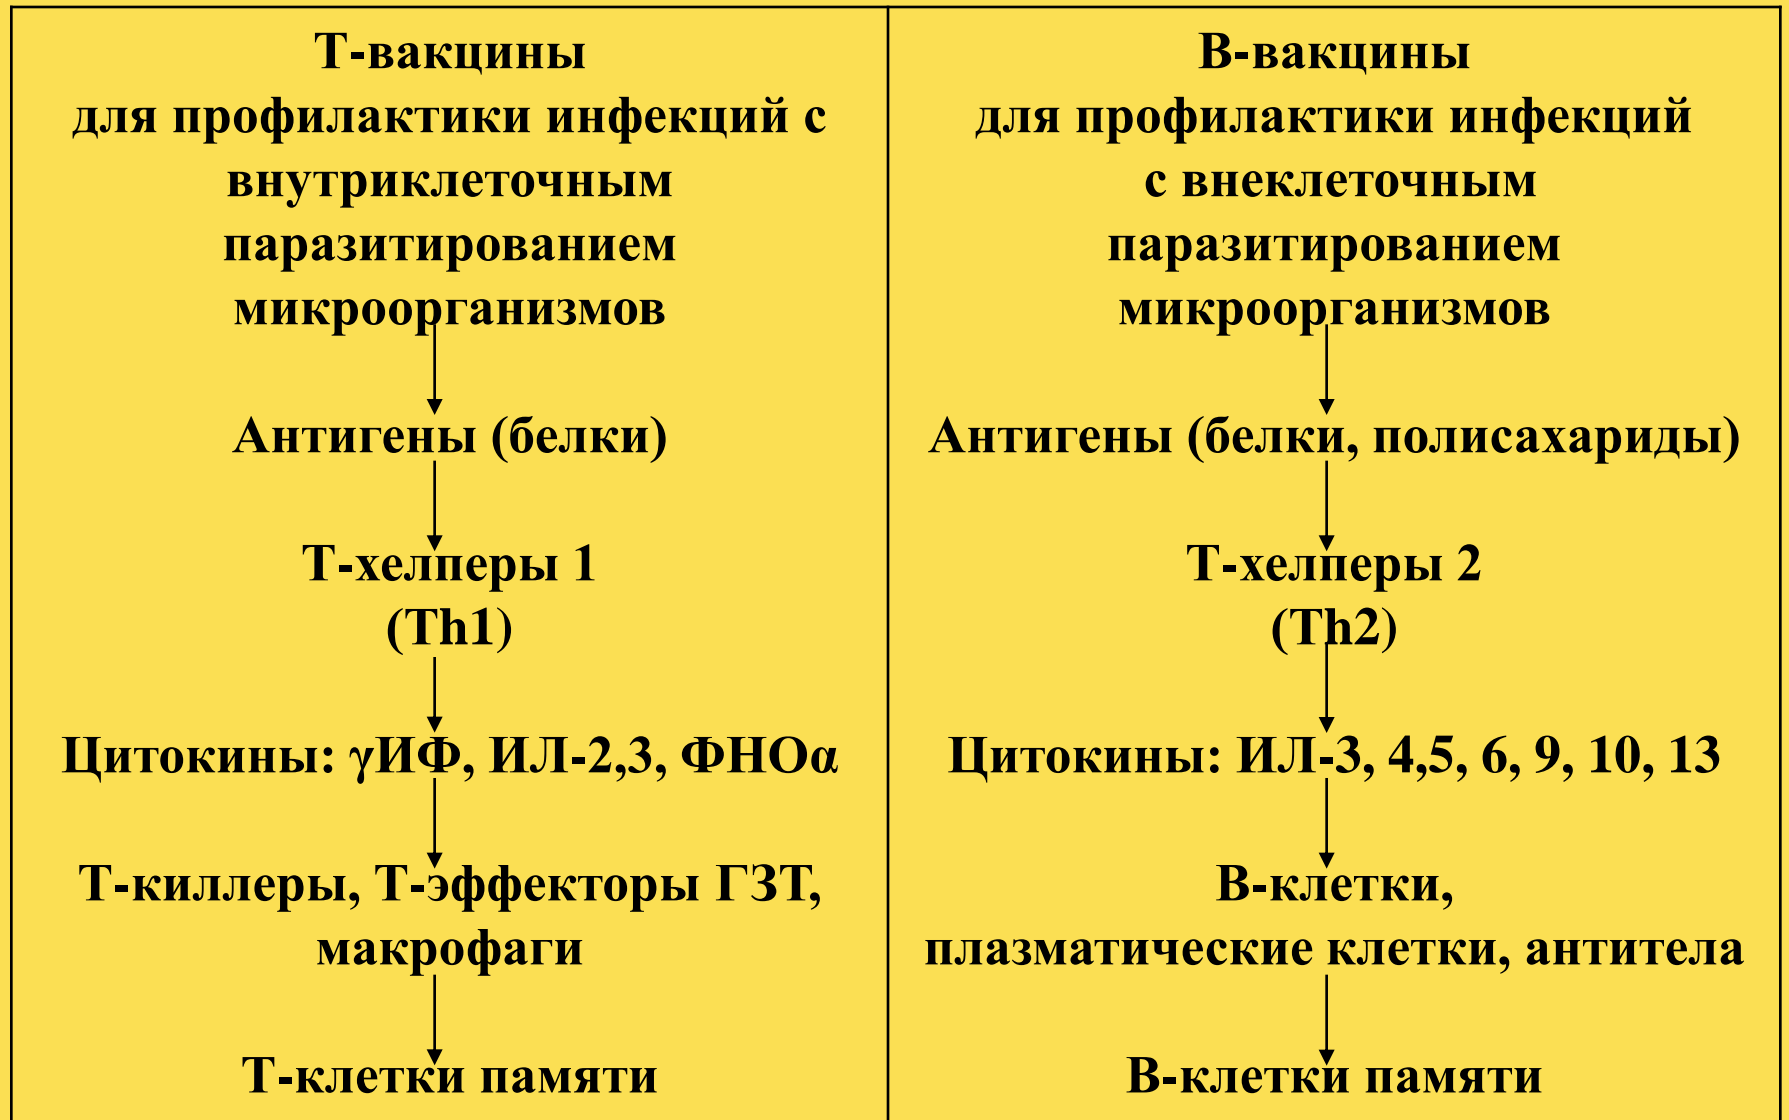 Т-вакцины
для профилактики инфекций с
внутриклеточным
паразитированием
микроорганизмов
Антигены (белки)
Т-хелперы 1
(Th1)
Цитокины: γИФ, ИЛ-2,3, ФНОα
Т-киллеры, Т-эффекторы ГЗТ,
макрофаги
Т-клетки памяти
В-вакцины
для профилактики инфекций
с внеклеточным
паразитированием
микроорганизмов
Антигены (белки, полисахариды)
Т-хелперы 2
(Th2)
Цитокины: ИЛ-3, 4,5, 6, 9, 10, 13
В-клетки,
плазматические клетки, антитела
В-клетки памяти